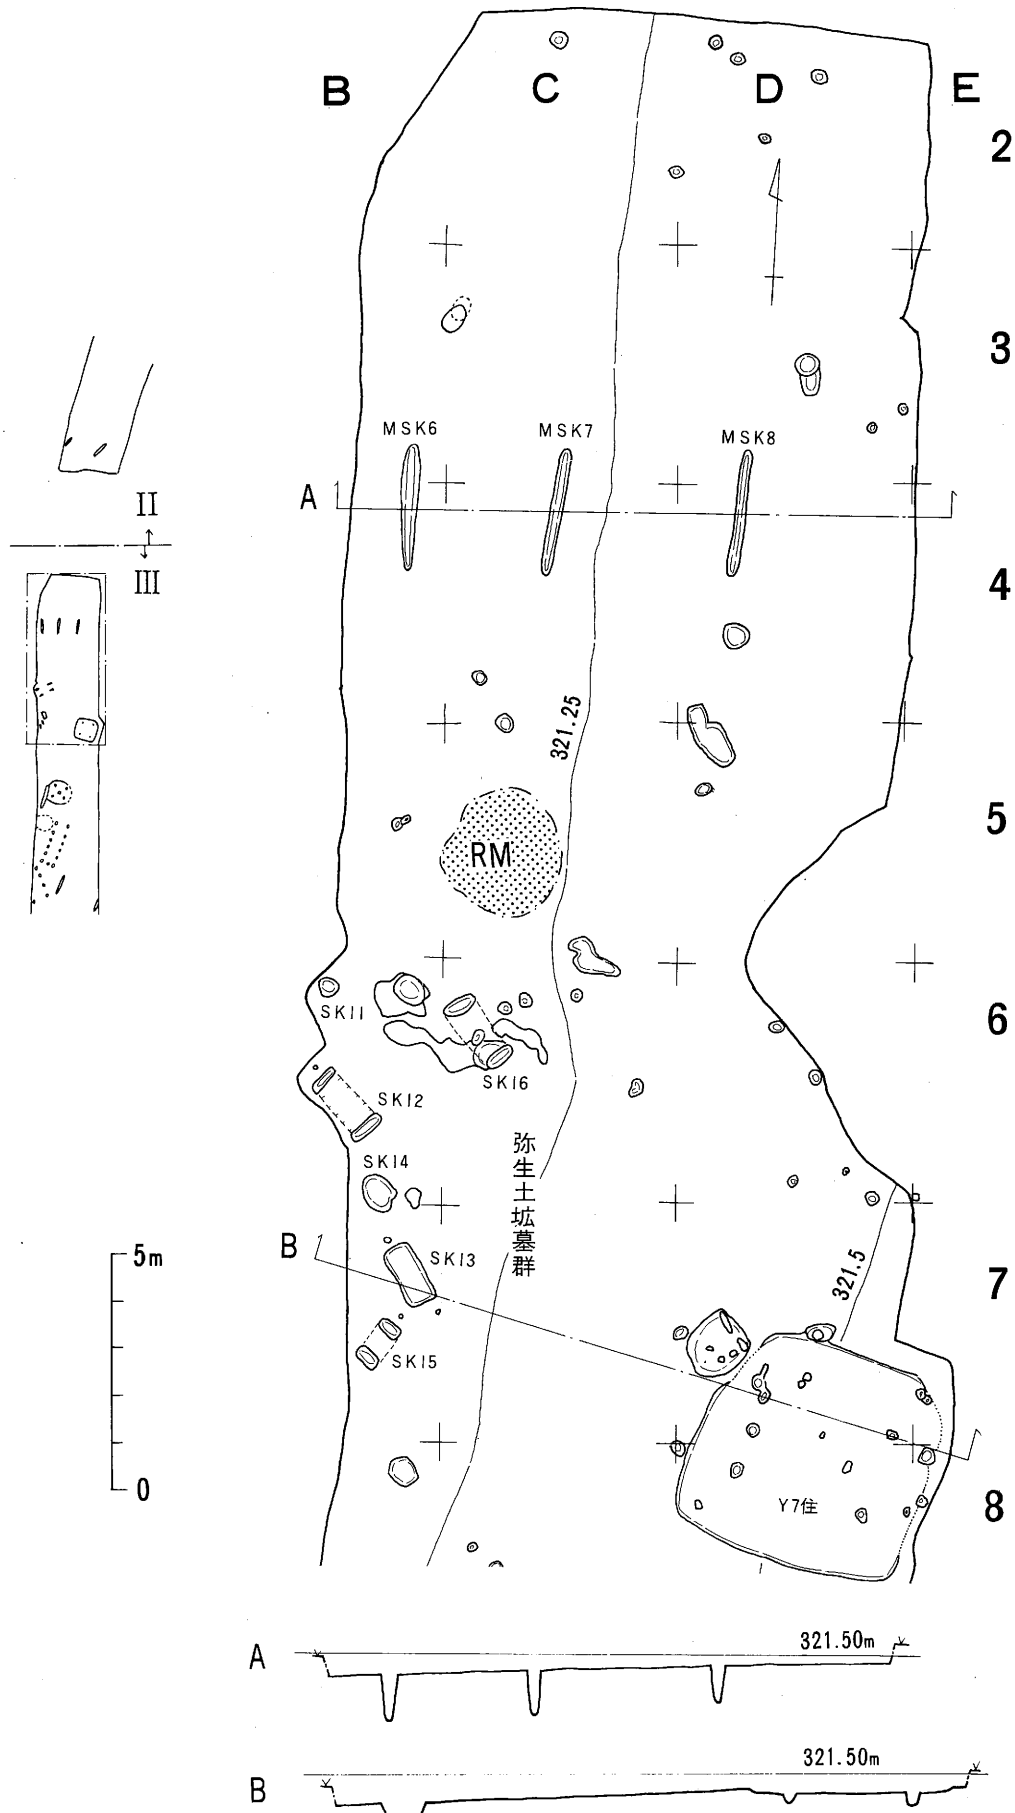 B C D E
2
3
MSK6 MSK7 MSK8
A
II
III
4
321.25
5
RM
6
SK11
SK16
SK12
SK14
弥生土拡墓群
B
SK13
7
321.5
5m
SK15
0
Y7住
8
A 321.50m
B 321.50m